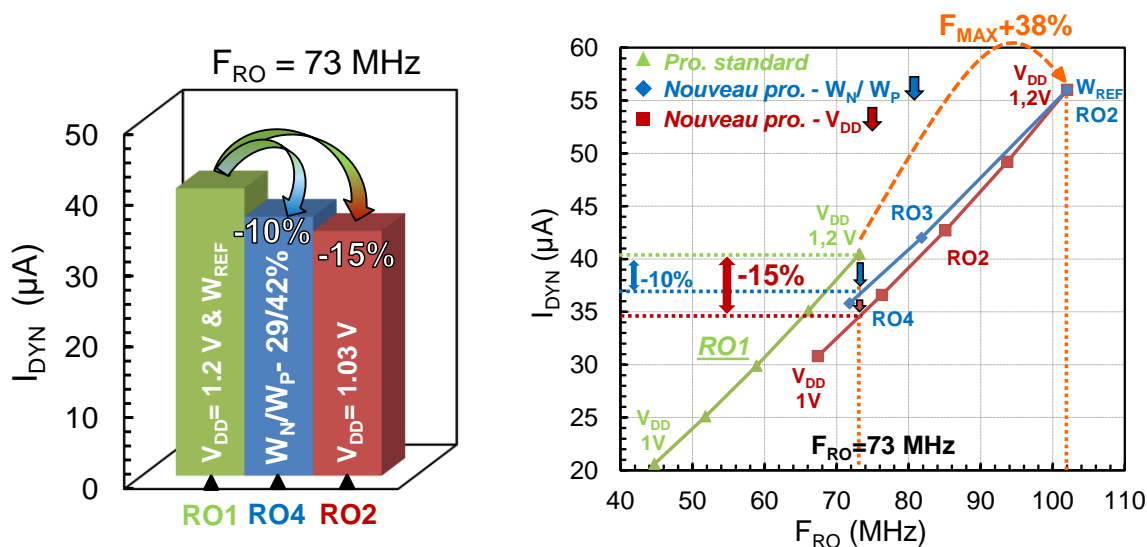 F_RO = 73 MHz
50
40
30
20
10
0
I_DYN (µA)
-10%
-15%
V_DD= 1.2 V & W_REF
W_N/W_P- 29/42%
V_DD= 1.03 V
RO1 RO4 RO2
F_MAX+38%
60
55
50
45
40
35
30
25
20
I_DYN (µA)
Pro. standard
Nouveau pro. - W_N/ W_P
Nouveau pro. - V_DD
V_DD
1,2V
W_REF
RO2
RO3
V_DD
1,2 V
RO2
-10%
-15%
RO4
RO1
V_DD
1V
V_DD
1V
F_RO=73 MHz
40 50 60 70 80 90 100 110
F_RO (MHz)